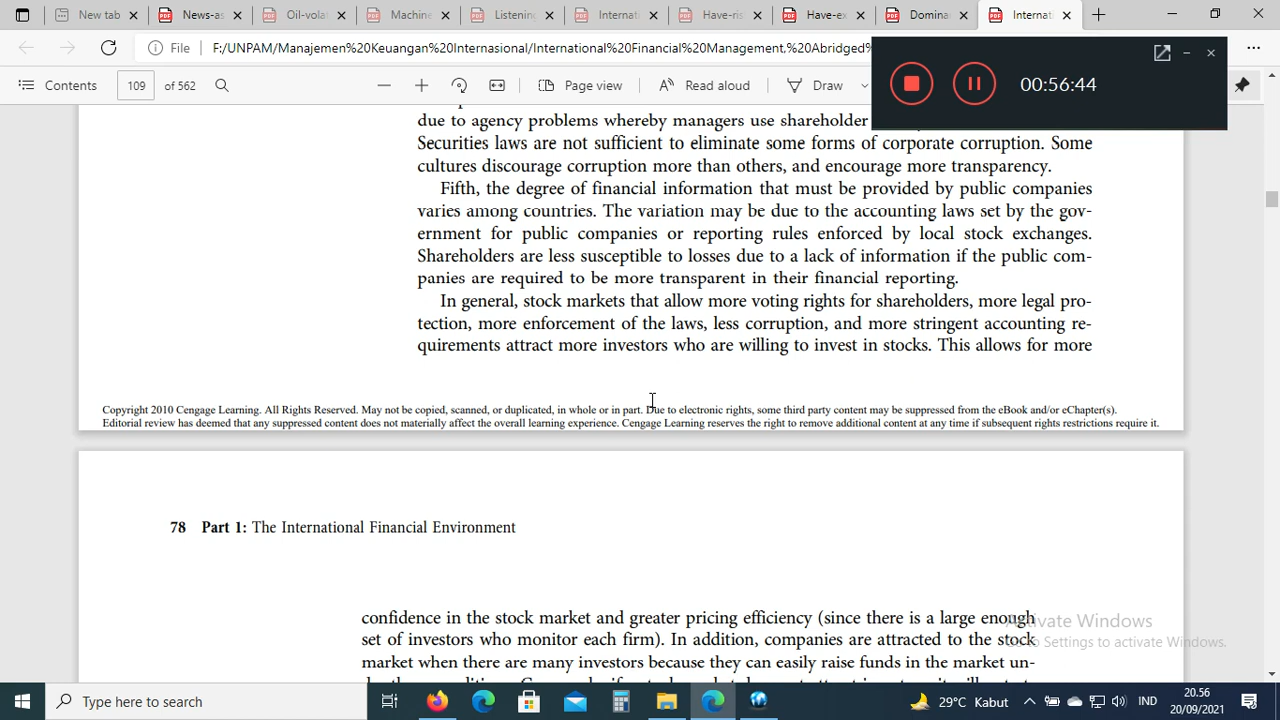 New tab
News-as
Oil-vola
Machine
Listening
Internati
Have-ris
Have-ex
Domina
Internati
File
F:/UNPAM/Manajemen%20Keuangan%20Internasional/International%20Financial%20Management,%20Abridged%
00:56:44
Contents
109
of 562
Page view
Read aloud
Draw
due to agency problems whereby managers use shareholder
Securities laws are not sufficient to eliminate some forms of corporate corruption. Some
cultures discourage corruption more than others, and encourage more transparency.
Fifth, the degree of financial information that must be provided by public companies
varies among countries. The variation may be due to the accounting laws set by the gov-
ernment for public companies or reporting rules enforced by local stock exchanges.
Shareholders are less susceptible to losses due to a lack of information if the public com-
panies are required to be more transparent in their financial reporting.
In general, stock markets that allow more voting rights for shareholders, more legal pro-
tection, more enforcement of the laws, less corruption, and more stringent accounting re-
quirements attract more investors who are willing to invest in stocks. This allows for more
Copyright 2010 Cengage Learning. All Rights Reserved. May not be copied, scanned, or duplicated, in whole or in part. Due to electronic rights, some third party content may be suppressed from the eBook and/or eChapter(s).
Editorial review has deemed that any suppressed content does not materially affect the overall learning experience. Cengage Learning reserves the right to remove additional content at any time if subsequent rights restrictions require it.
78 Part 1: The International Financial Environment
confidence in the stock market and greater pricing efficiency (since there is a large enough
set of investors who monitor each firm). In addition, companies are attracted to the stock
market when there are many investors because they can easily raise funds in the market un-
Activate Windows
Go to Settings to activate Windows.
Type here to search
29°C Kabut
IND
20.56
20/09/2021